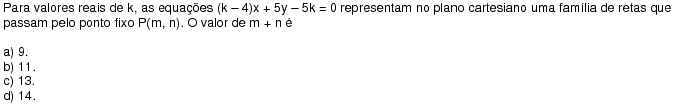 Para valores reais de k, as equações (k – 4)x + 5y – 5k = 0 representam no plano cartesiano uma família de retas que
passam pelo ponto fixo P(m, n). O valor de m + n é
a) 9.
b) 11.
c) 13.
d) 14.